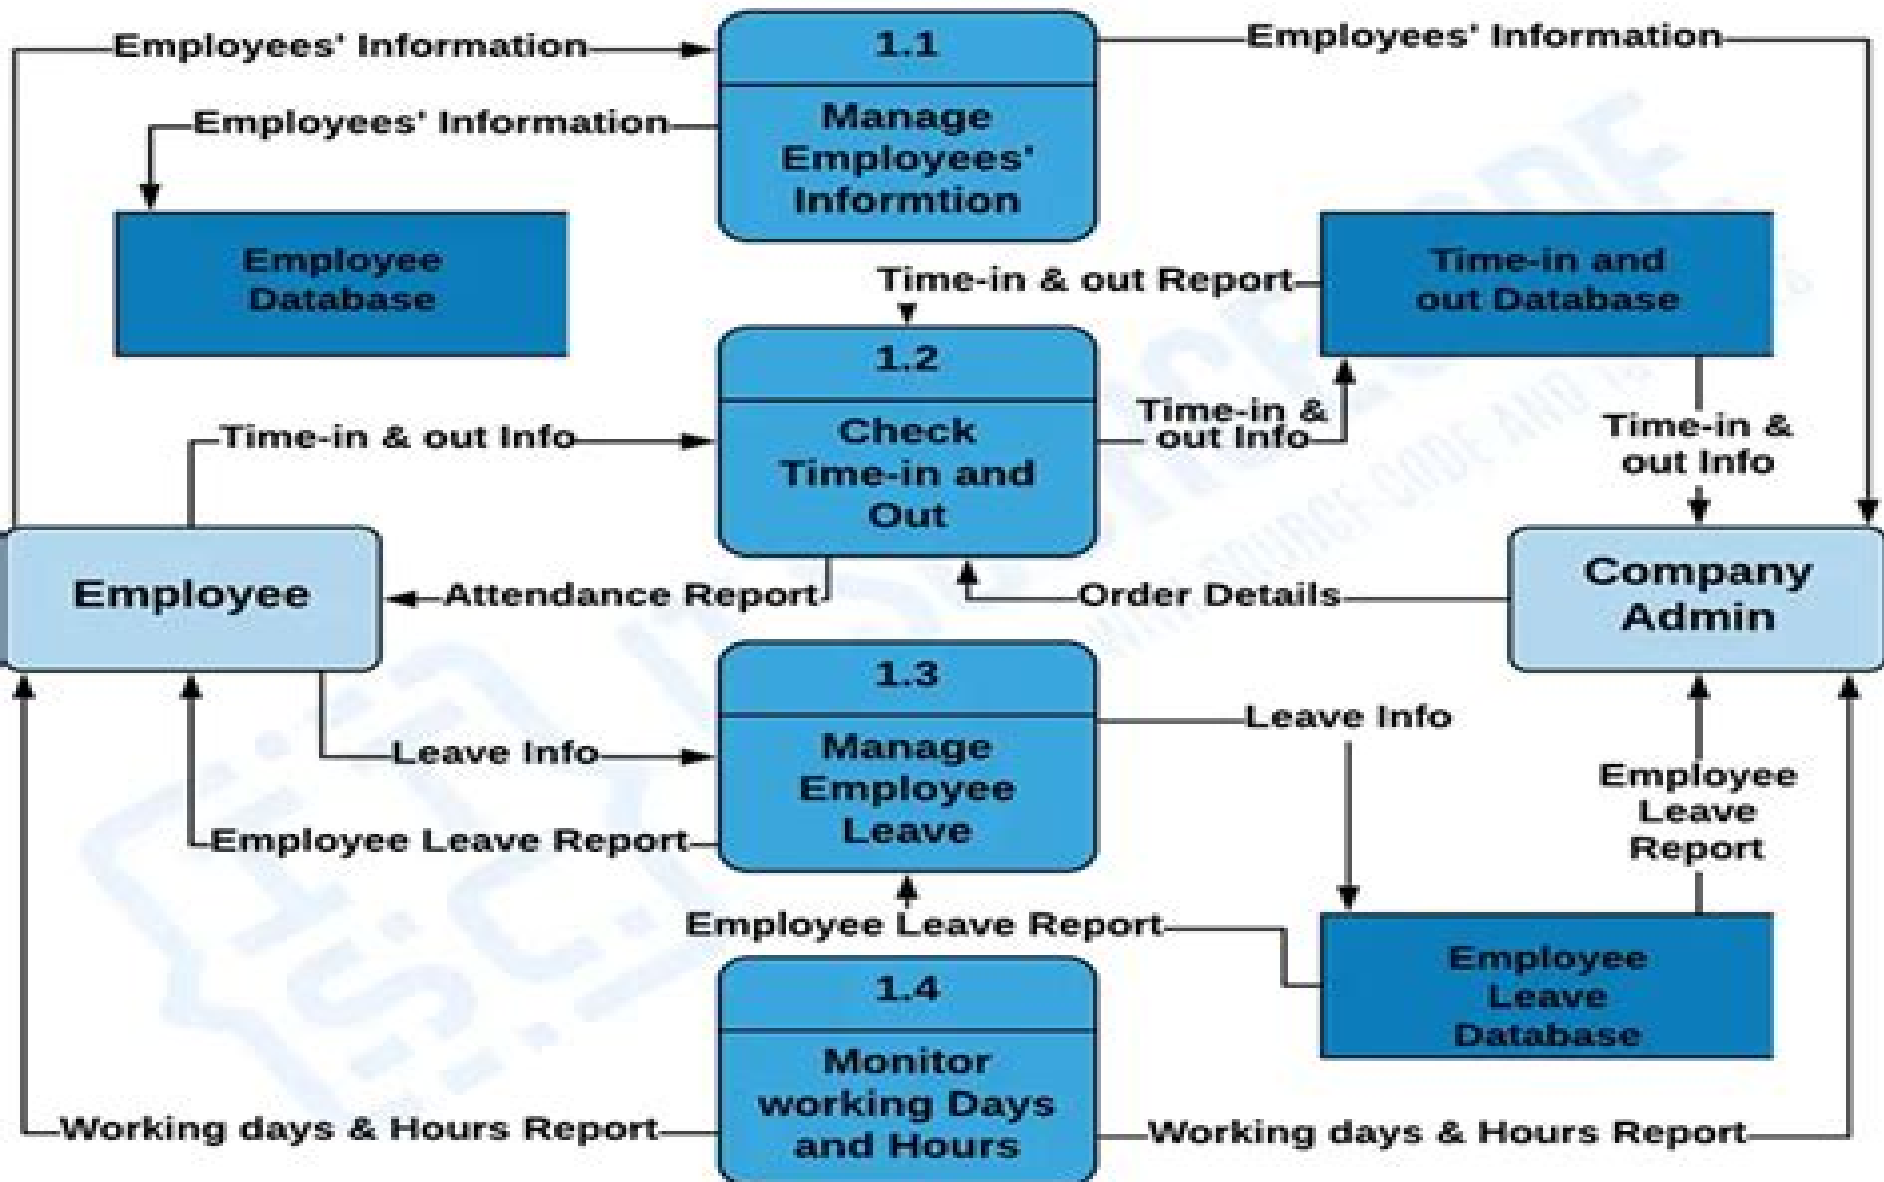 Employees' Information
1.1
Employees' Information
Employees' Information
Manage
Employees'
Informtion
Employee
Database
Time-in & out Report
Time-in and
out Database
1.2
Time-in & out Info
Check
Time-in and
Out
Time-in &
out Info
Time-in &
out Info
Employee
Attendance Report
Order Details
Company
Admin
1.3
Leave Info
Leave Info
Manage
Employee
Leave
Employee
Leave
Report
Employee Leave Report
Employee Leave Report
1.4
Employee
Leave
Database
Monitor
working Days
and Hours
Working days & Hours Report
Working days & Hours Report